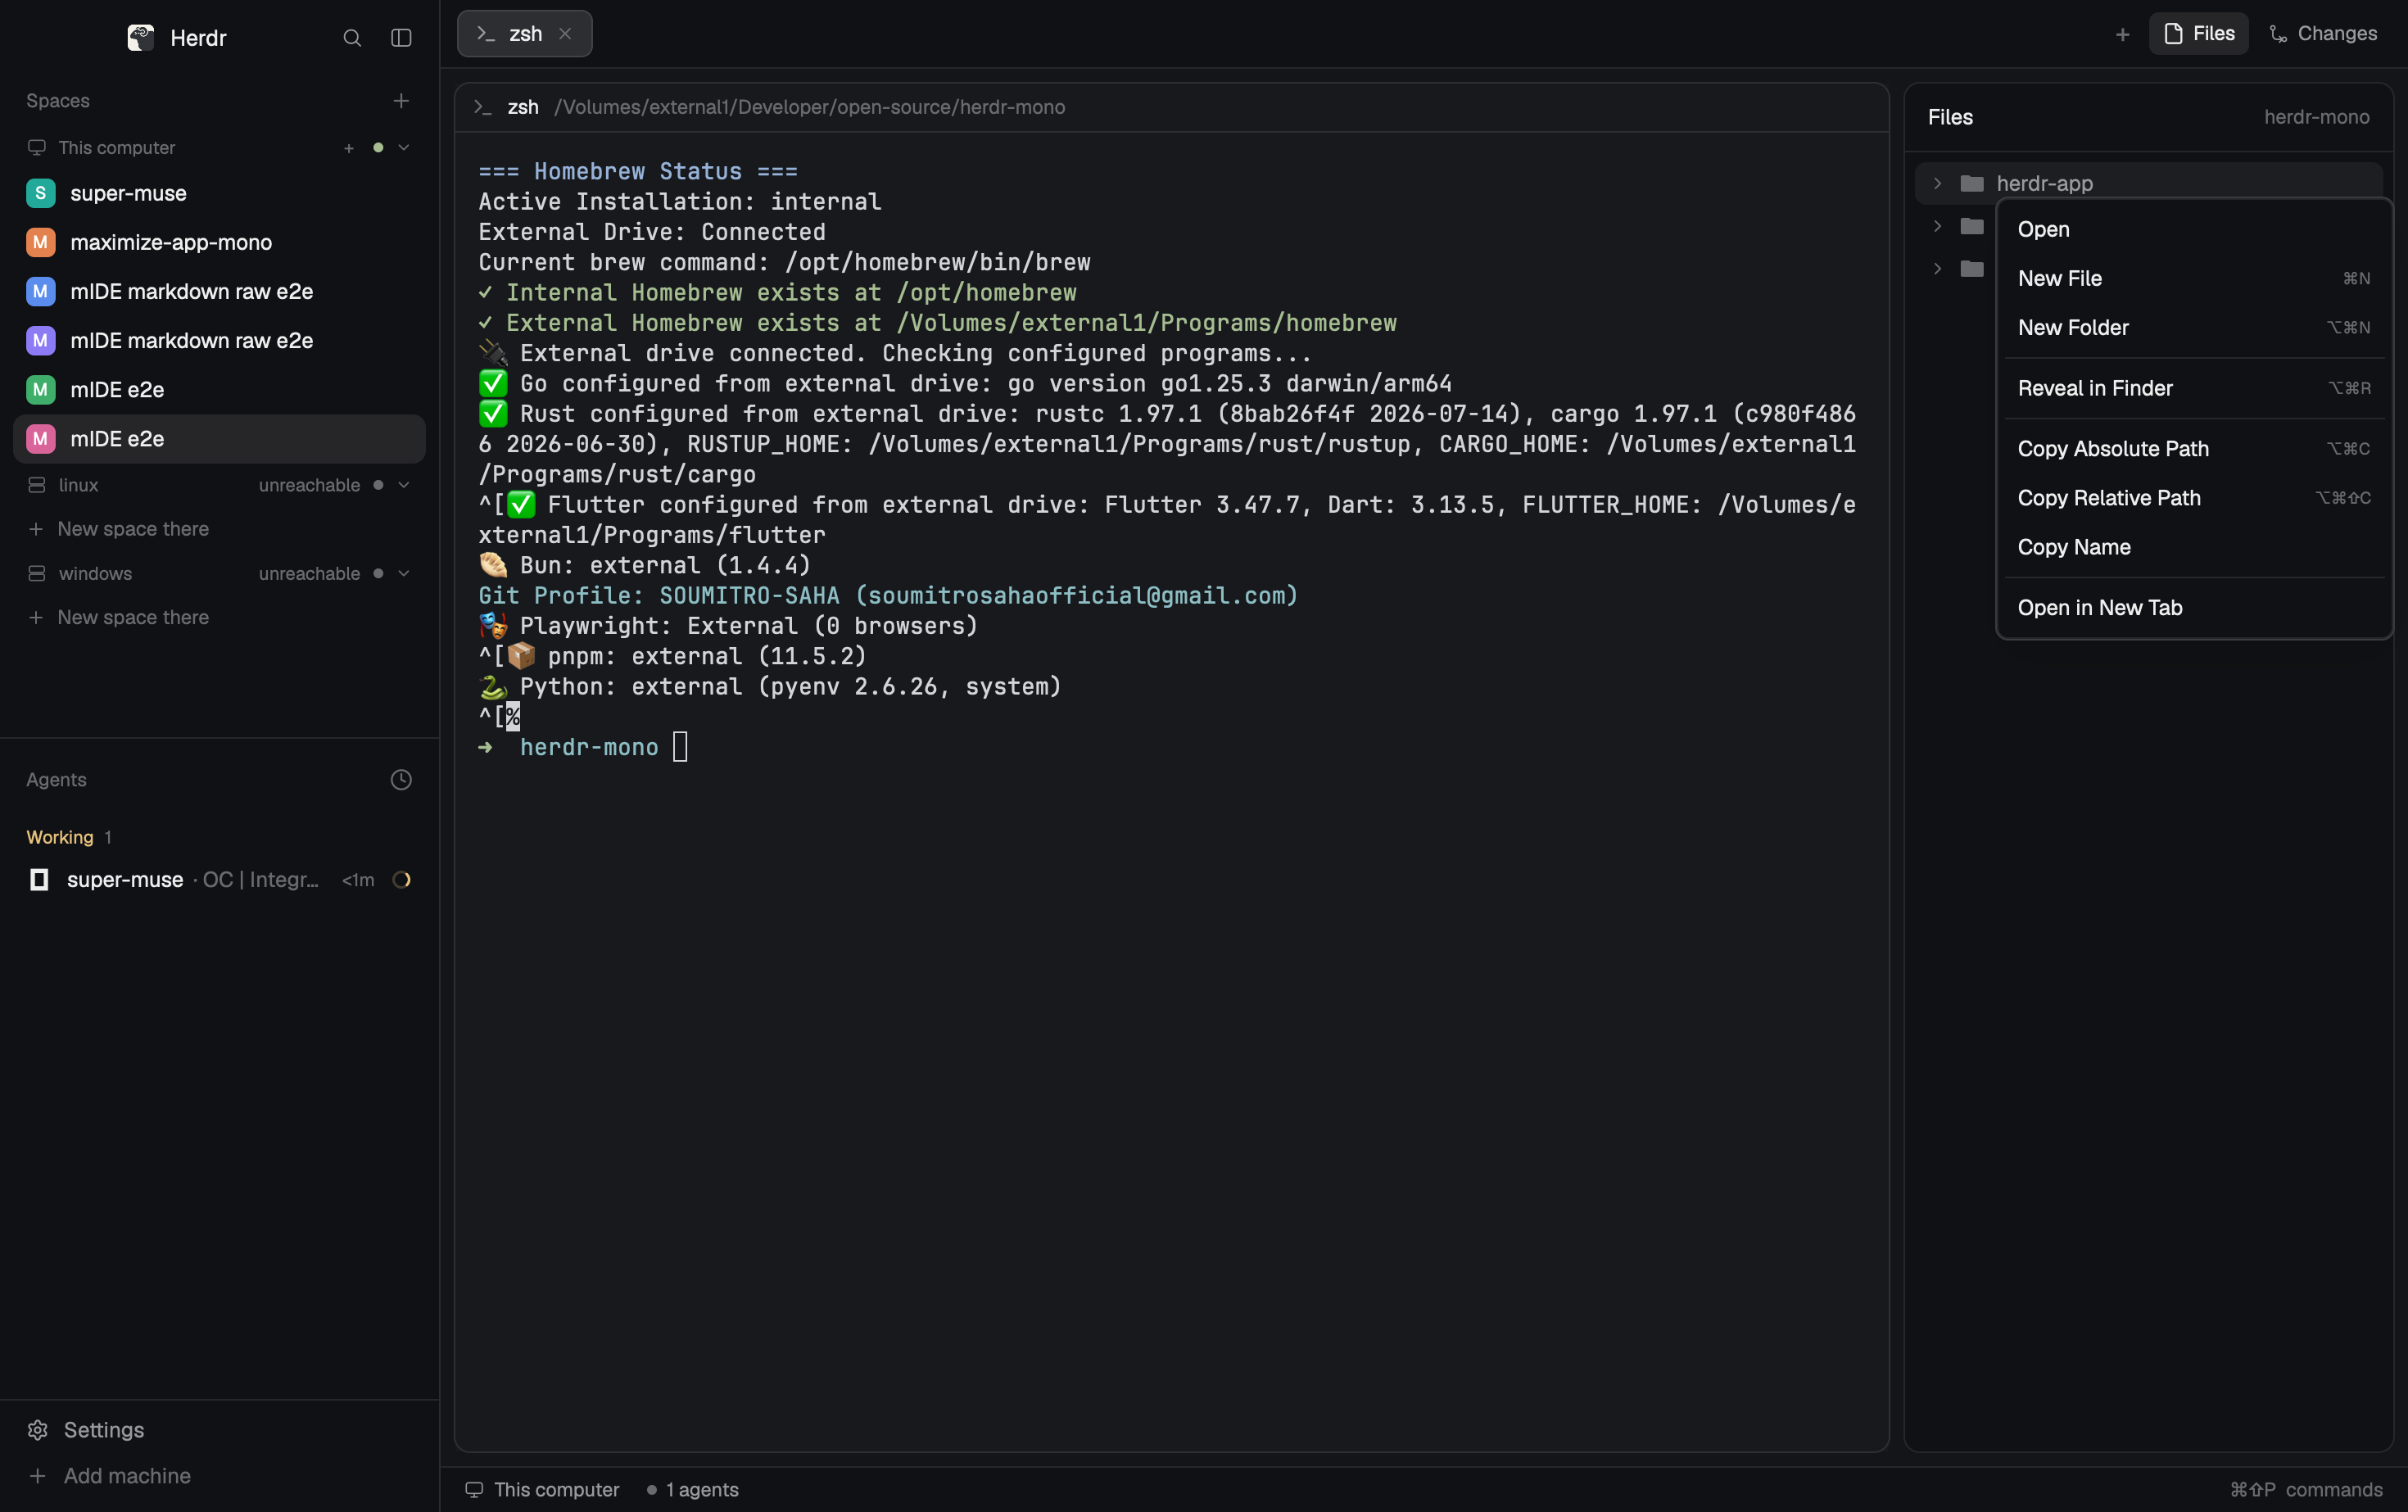 Herdr
Spaces
This computer
S super-muse
M maximize-app-mono
M mIDE markdown raw e2e
M mIDE markdown raw e2e
M mIDE e2e
M mIDE e2e
linux unreachable
+ New space there
windows unreachable
+ New space there
Agents
Working 1
super-muse · OC | Integr... <1m
Settings
+ Add machine
zsh
+ Files Changes
zsh /Volumes/external1/Developer/open-source/herdr-mono
=== Homebrew Status ===
Active Installation: internal
External Drive: Connected
Current brew command: /opt/homebrew/bin/brew
✓ Internal Homebrew exists at /opt/homebrew
✓ External Homebrew exists at /Volumes/external1/Programs/homebrew
🔌 External drive connected. Checking configured programs...
✅ Go configured from external drive: go version go1.25.3 darwin/arm64
✅ Rust configured from external drive: rustc 1.97.1 (8bab26f4f 2026-07-14), cargo 1.97.1 (c980f486
6 2026-06-30), RUSTUP_HOME: /Volumes/external1/Programs/rust/rustup, CARGO_HOME: /Volumes/external1
/Programs/rust/cargo
^[✅ Flutter configured from external drive: Flutter 3.47.7, Dart: 3.13.5, FLUTTER_HOME: /Volumes/e
xternal1/Programs/flutter
🥟 Bun: external (1.4.4)
Git Profile: SOUMITRO-SAHA (soumitrosahaofficial@gmail.com)
🎭 Playwright: External (0 browsers)
^[📦 pnpm: external (11.5.2)
🐍 Python: external (pyenv 2.6.26, system)
^[%
➜ herdr-mono
Files herdr-mono
herdr-app
Open
New File ⌘N
New Folder ⌥⌘N
Reveal in Finder ⌥⌘R
Copy Absolute Path ⌥⌘C
Copy Relative Path ⌥⌘⇧C
Copy Name
Open in New Tab
This computer 1 agents
⌘⇧P commands